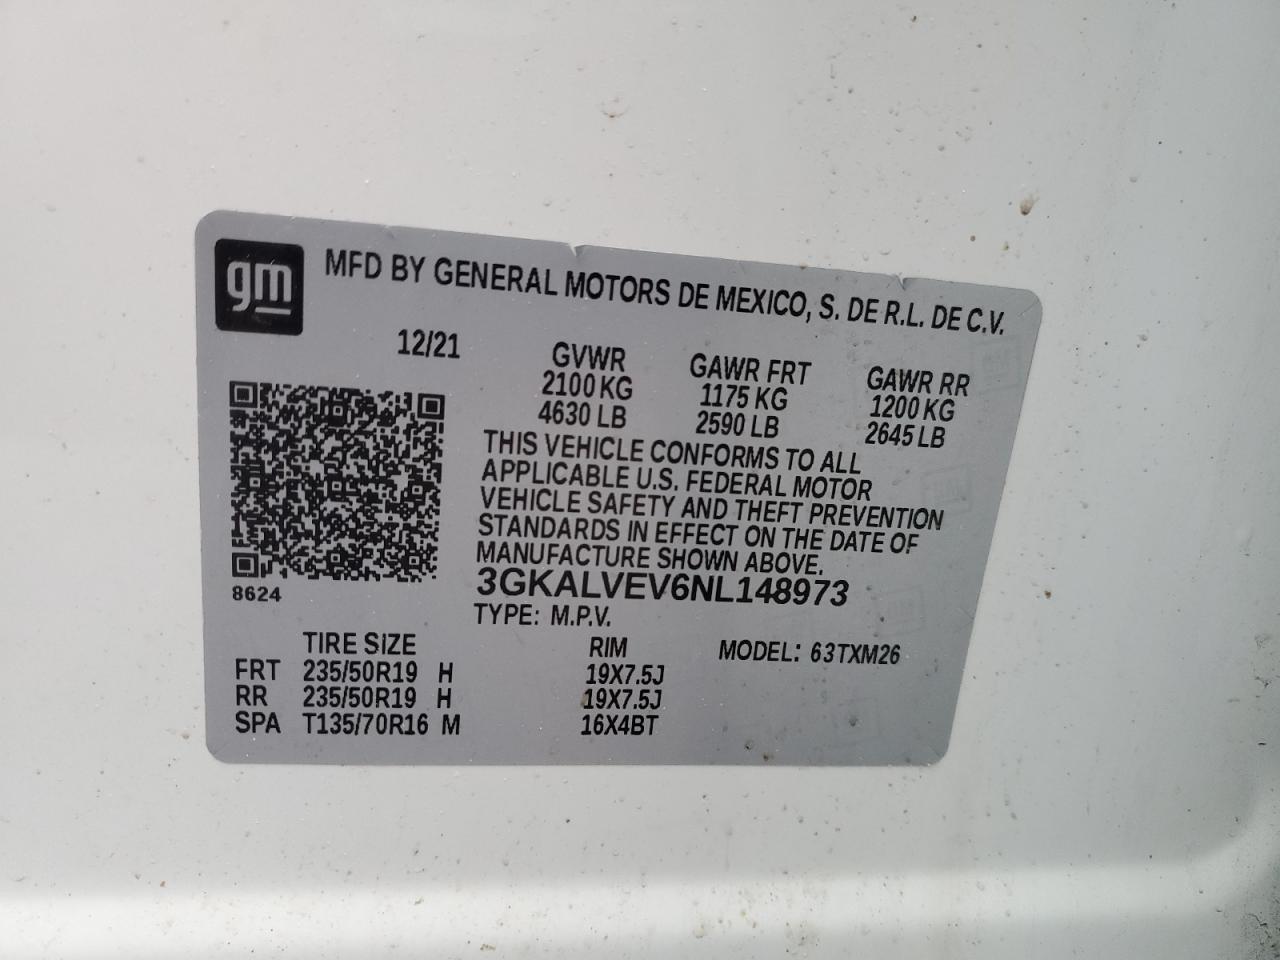 gm
MFD BY GENERAL MOTORS DE MEXICO, S. DE R.L. DE C.V.
12/21
GVWR GAWR FRT GAWR RR
2100 KG 1175 KG 1200 KG
4630 LB 2590 LB 2645 LB
THIS VEHICLE CONFORMS TO ALL
APPLICABLE U.S. FEDERAL MOTOR
VEHICLE SAFETY AND THEFT PREVENTION
STANDARDS IN EFFECT ON THE DATE OF
MANUFACTURE SHOWN ABOVE.
8624
3GKALVEV6NL148973
TYPE: M.P.V.
TIRE SIZE RIM MODEL: 63TXM26
FRT 235/50R19 H 19X7.5J
RR 235/50R19 H 19X7.5J
SPA T135/70R16 M 16X4BT